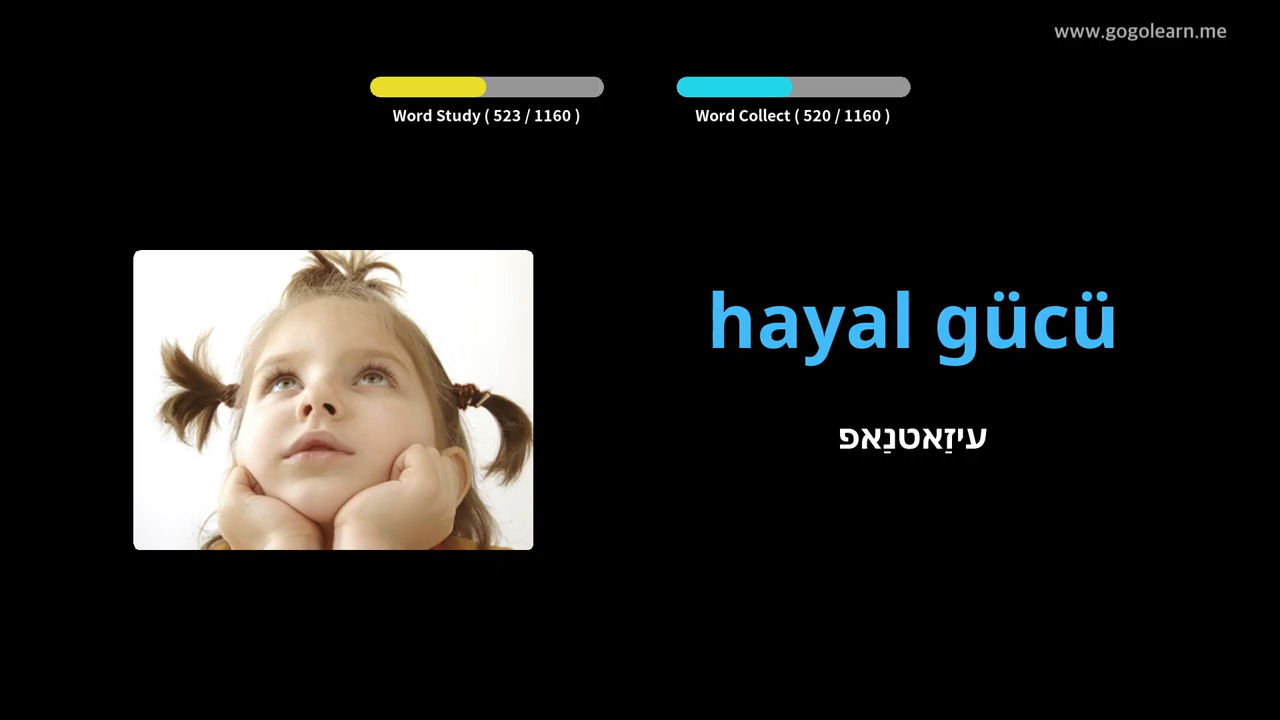 www.gogolearn.me
Word Study ( 523 / 1160 )
Word Collect ( 520 / 1160 )
hayal gücü
עיזַאטנַאפ